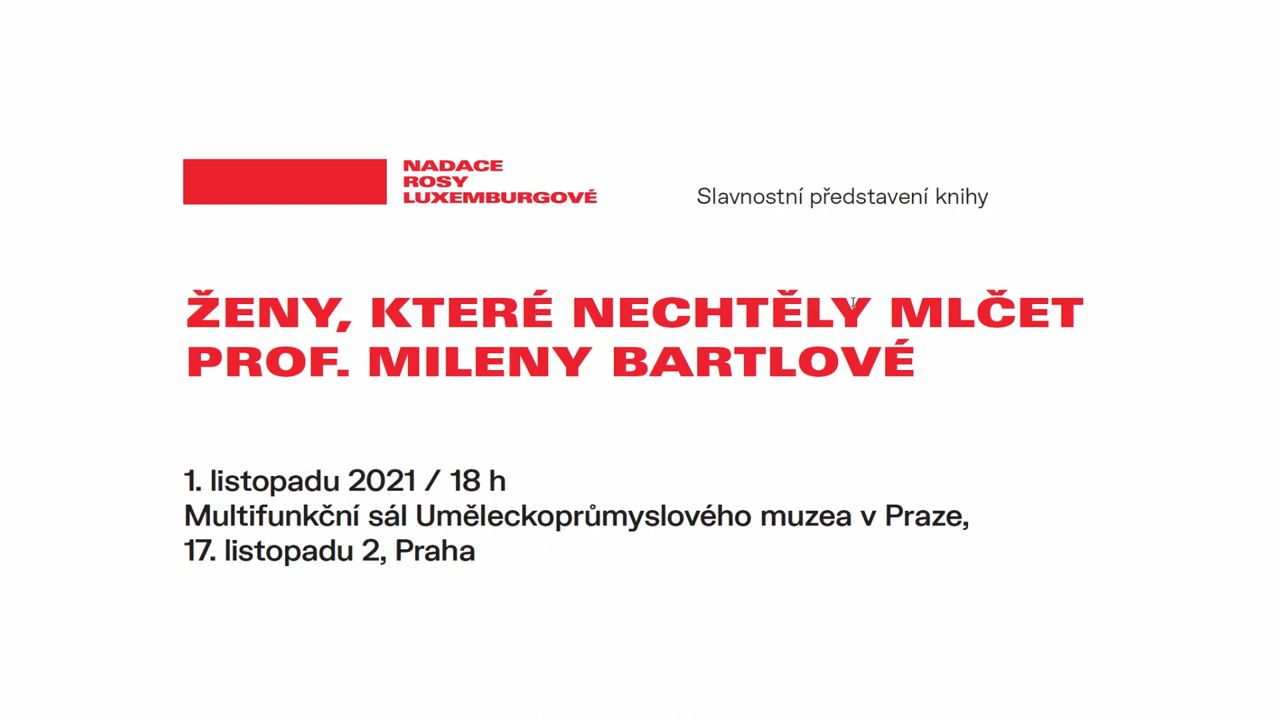 NADACE
ROSY
LUXEMBURGOVÉ
Slavnostní představení knihy
ŽENY, KTERÉ NECHTĚLY MLČET
PROF. MILENY BARTLOVÉ
1. listopadu 2021 / 18 h
Multifunkční sál Uměleckoprůmyslového muzea v Praze,
17. listopadu 2, Praha